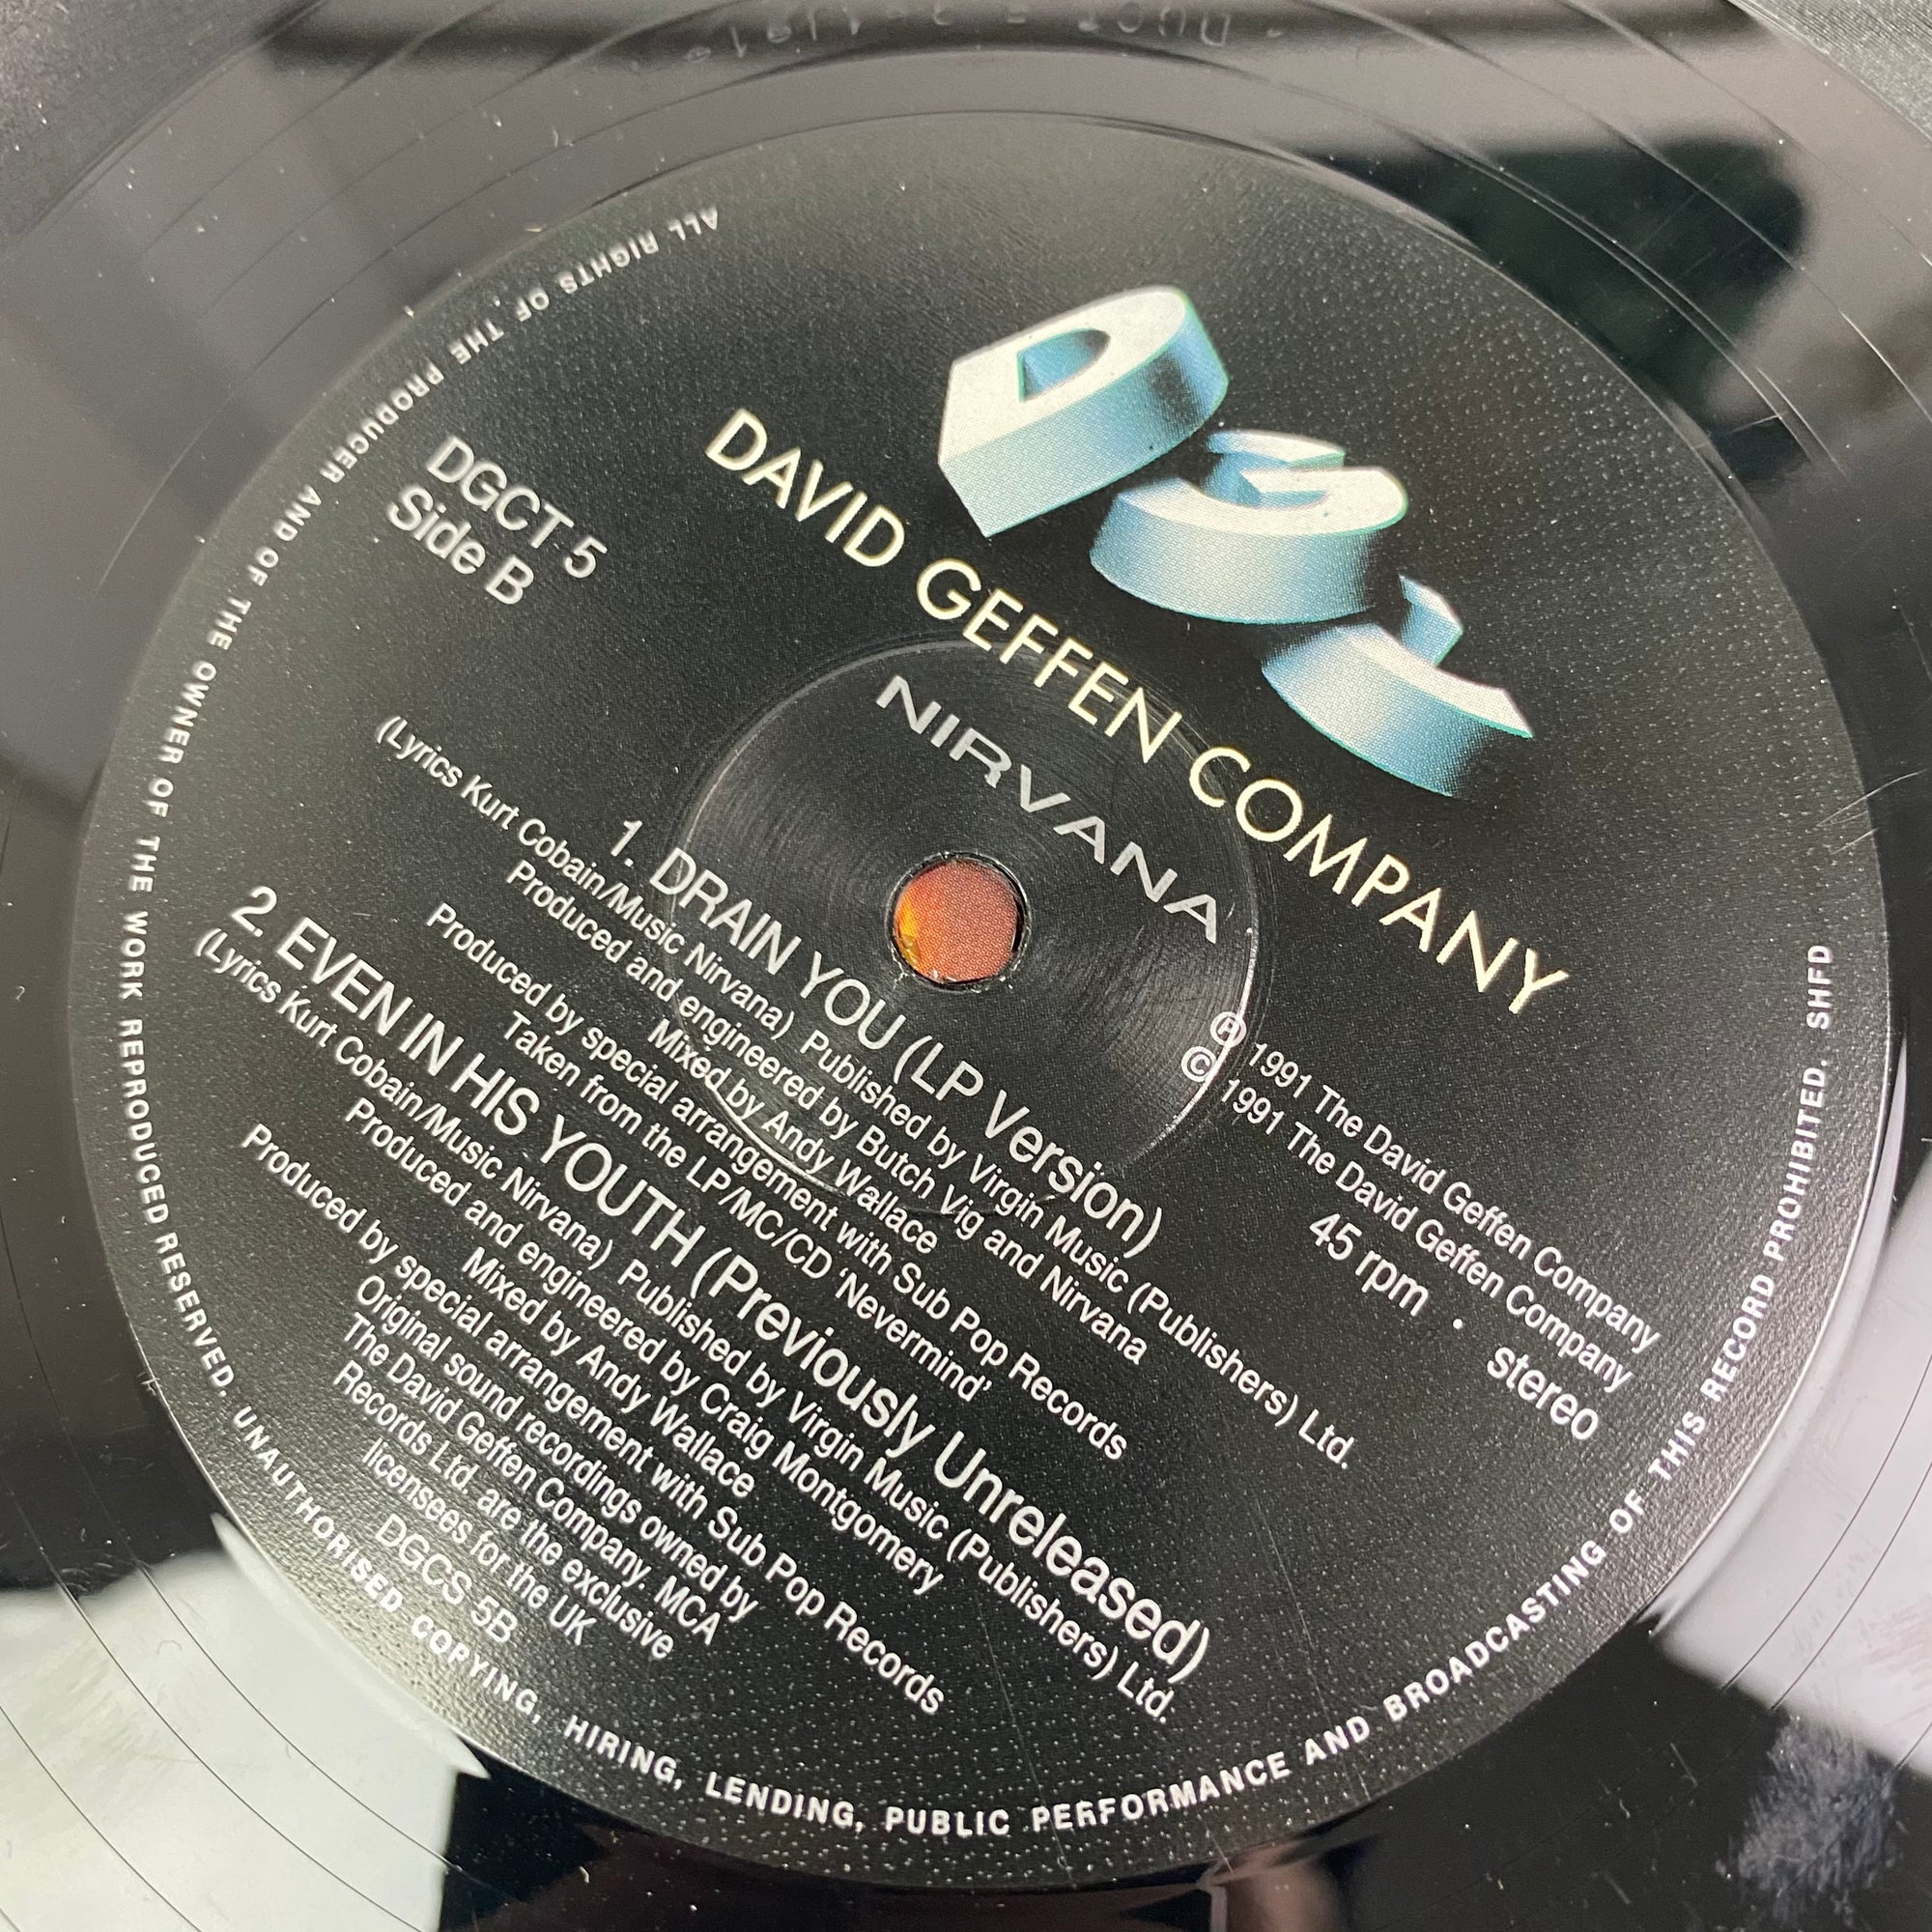 DGC
DAVID GEFFEN COMPANY
DGCT 5
Side B
NIRVANA
℗ 1991 The David Geffen Company
© 1991 The David Geffen Company
45 rpm · stereo
1. DRAIN YOU (LP Version)
(Lyrics Kurt Cobain/Music Nirvana) Published by Virgin Music (Publishers) Ltd.
Produced and engineered by Butch Vig and Nirvana
Mixed by Andy Wallace
Produced by special arrangement with Sub Pop Records
Taken from the LP/MC/CD ‘Nevermind’
2. EVEN IN HIS YOUTH (Previously Unreleased)
(Lyrics Kurt Cobain/Music Nirvana) Published by Virgin Music (Publishers) Ltd.
Produced and engineered by Craig Montgomery
Mixed by Andy Wallace
Produced by special arrangement with Sub Pop Records
Original sound recordings owned by
The David Geffen Company. MCA
Records Ltd. are the exclusive
licensees for the UK
DGCS 5B
ALL RIGHTS OF THE PRODUCER AND OF THE OWNER OF THE WORK REPRODUCED RESERVED. UNAUTHORISED COPYING, HIRING, LENDING, PUBLIC PERFORMANCE AND BROADCASTING OF THIS RECORD PROHIBITED. SHFD